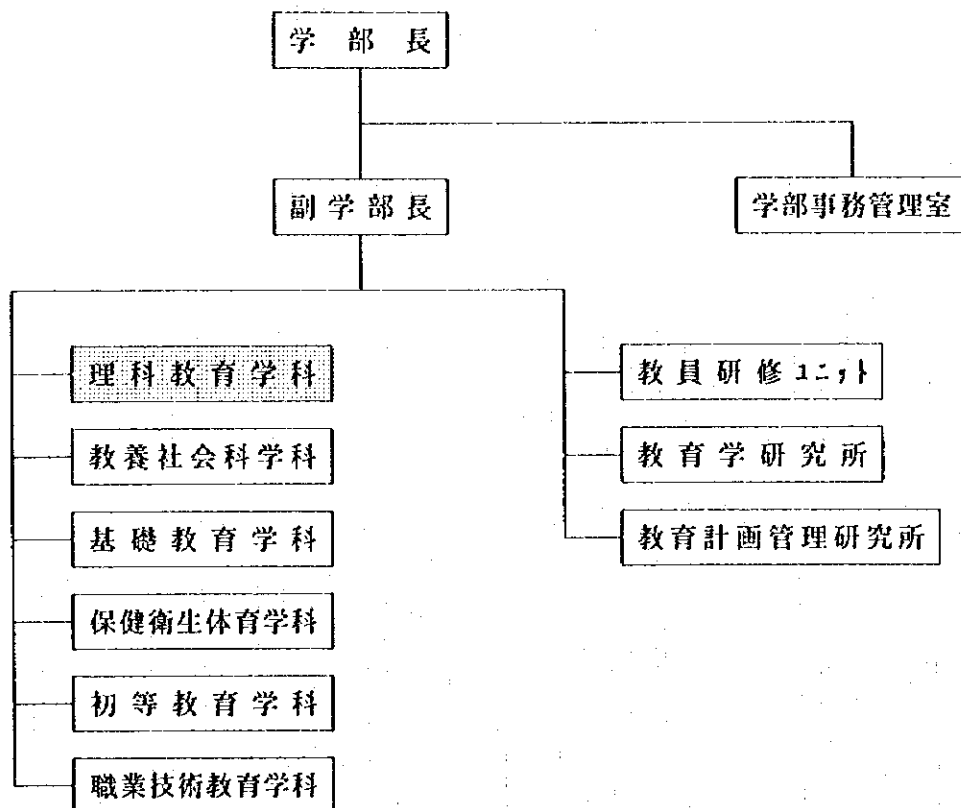 学部長
副学部長
学部事務管理室
理科教育学科
教養社会科学科
基礎教育学科
保健衛生体育学科
初等教育学科
職業技術教育学科
教員研修ユニット
教育学研究所
教育計画管理研究所